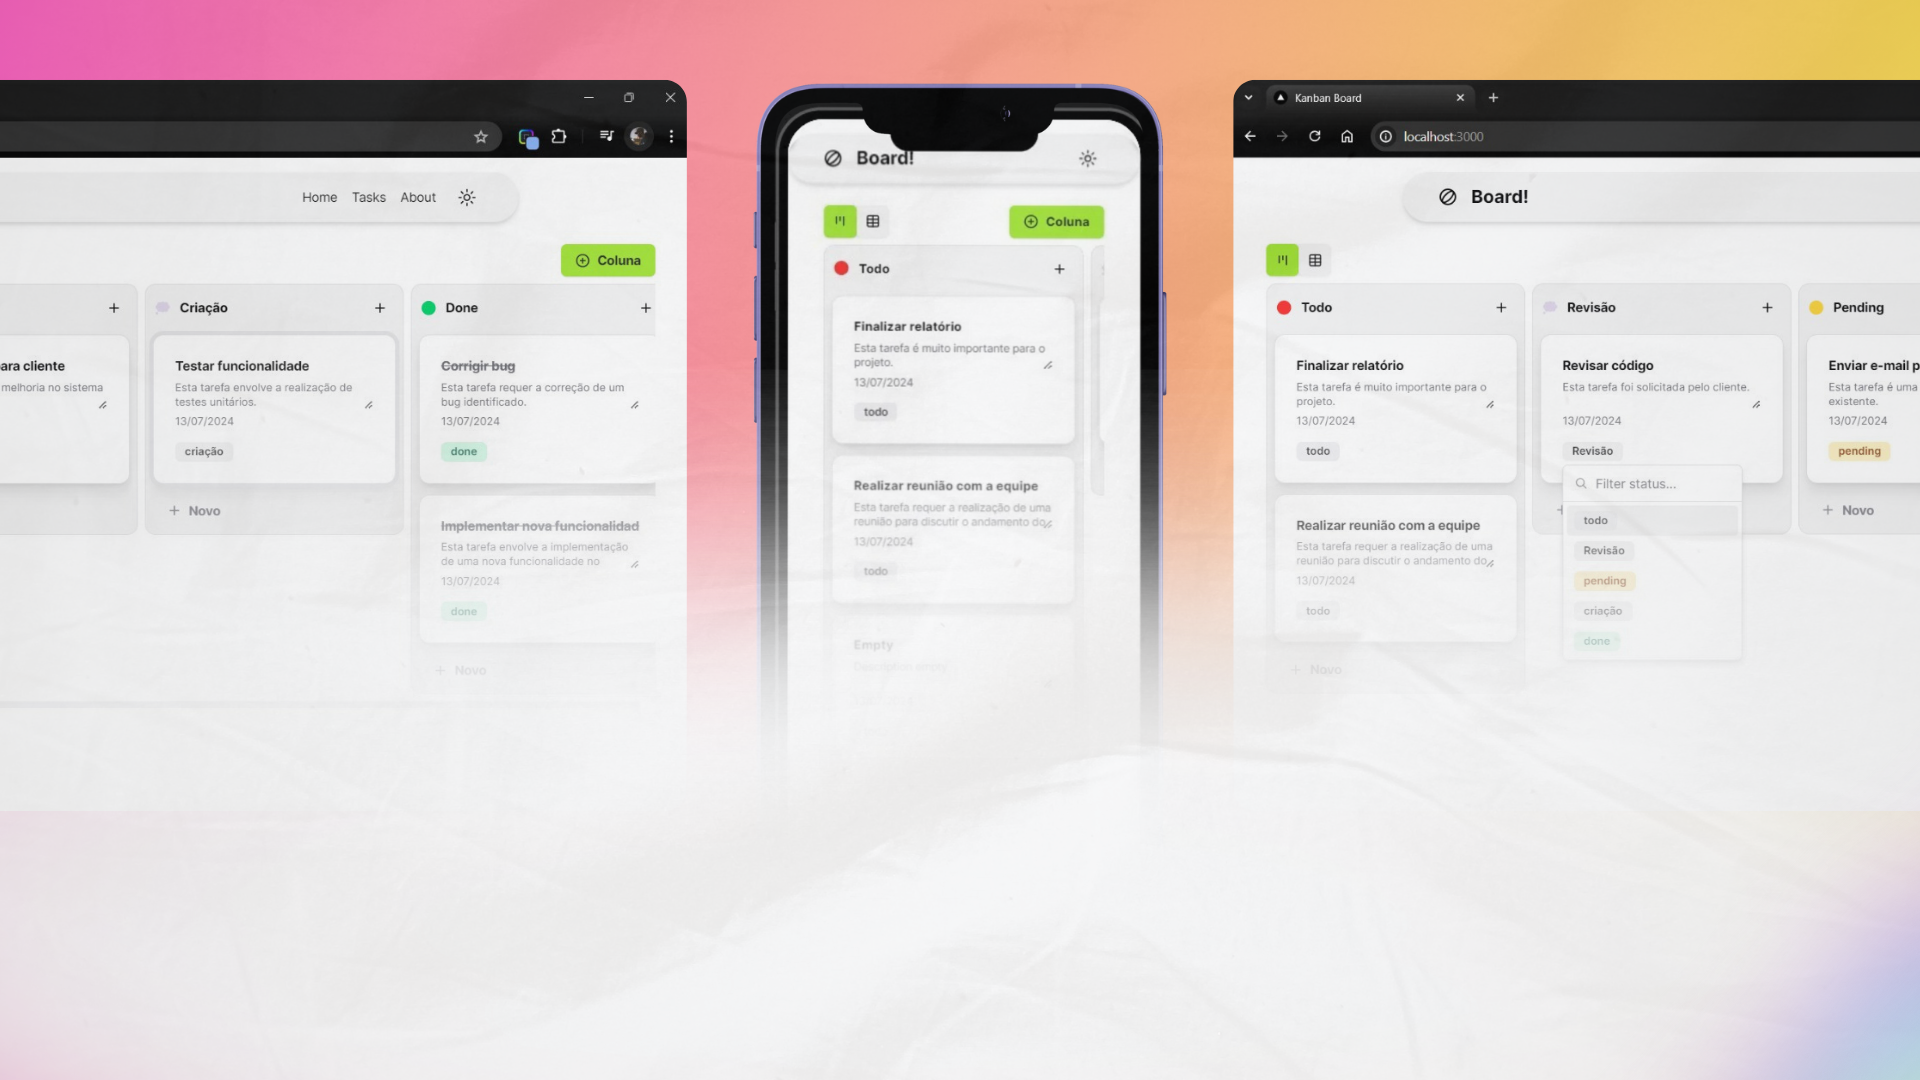 Home Tasks About
Coluna
Criação
Done
ara cliente
melhoria no sistema
Testar funcionalidade
Esta tarefa envolve a realização de
testes unitários.
13/07/2024
criação
Novo
Corrigir bug
Esta tarefa requer a correção de um
bug identificado.
13/07/2024
done
Implementar nova funcionalidad
Esta tarefa envolve a implementação
de uma nova funcionalidade no
13/07/2024
done
Novo
Board!
Coluna
Todo
Finalizar relatório
Esta tarefa é muito importante para o
projeto.
13/07/2024
todo
Realizar reunião com a equipe
Esta tarefa requer a realização de uma
reunião para discutir o andamento do
13/07/2024
todo
Empty
Description empty
Kanban Board
localhost:3000
Board!
Todo
Finalizar relatório
Esta tarefa é muito importante para o
projeto.
13/07/2024
todo
Realizar reunião com a equipe
Esta tarefa requer a realização de uma
reunião para discutir o andamento do
13/07/2024
todo
Novo
Revisão
Revisar código
Esta tarefa foi solicitada pelo cliente.
13/07/2024
Revisão
Filter status...
todo
Revisão
pending
criação
done
Pending
Enviar e-mail p
Esta tarefa é uma
existente.
13/07/2024
pending
Novo